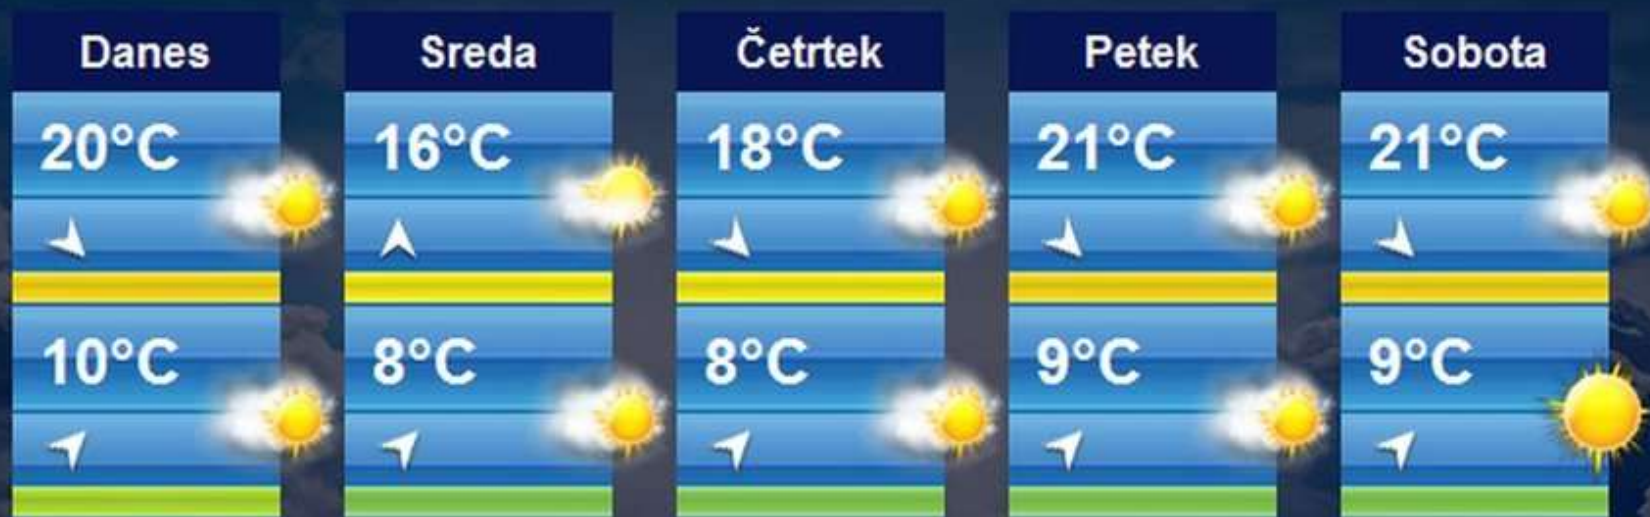 Danes Sreda Četrtek Petek Sobota
20°C 16°C 18°C 21°C 21°C
10°C 8°C 8°C 9°C 9°C